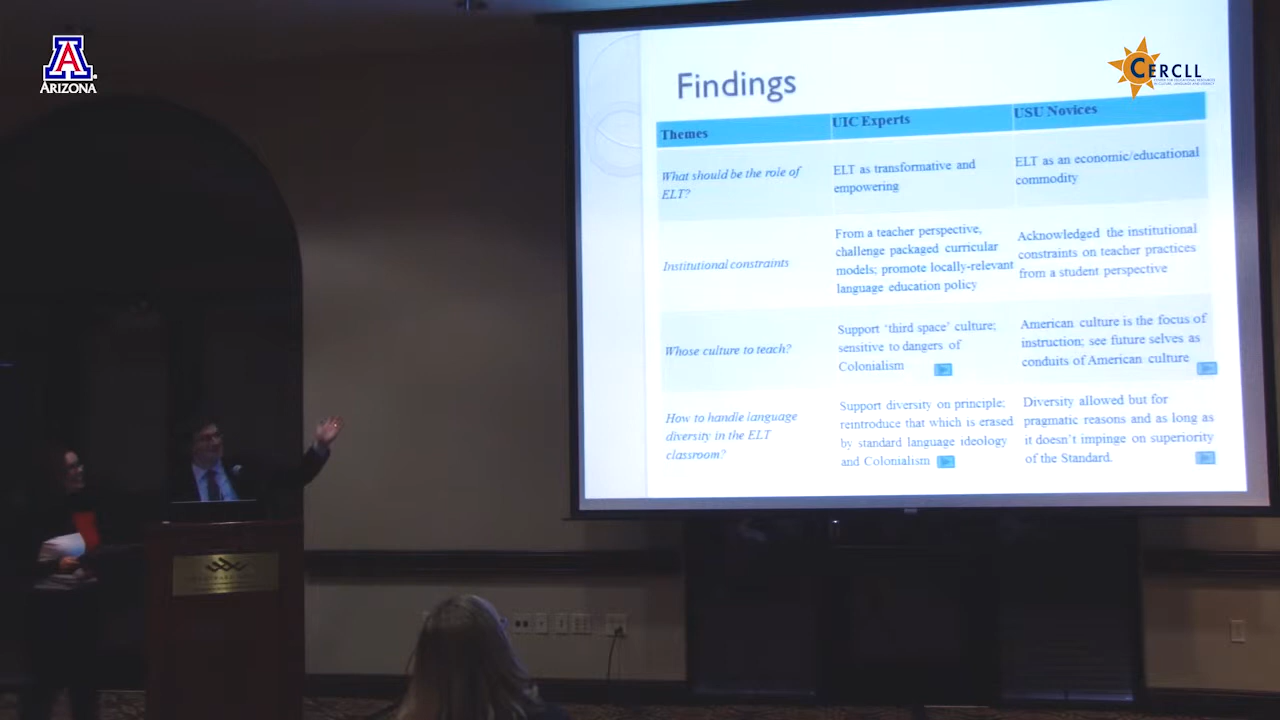 A
ARIZONA
CERCLL
Findings
Themes
UIC Experts
USU Novices
What should be the role of
ELT?
ELT as transformative and
empowering
ELT as an economic/educational
commodity
Institutional constraints
From a teacher perspective,
challenge packaged curricular
models; promote locally-relevant
language education policy
Acknowledged the institutional
constraints on teacher practices
from a student perspective
Whose culture to teach?
Support 'third space' culture;
sensitive to dangers of
Colonialism
American culture is the focus of
instruction; see future selves as
conduits of American culture
How to handle language
diversity in the ELT
classroom?
Support diversity on principle;
reintroduce that which is erased
by standard language ideology
and Colonialism
Diversity allowed but for
pragmatic reasons and as long as
it doesn't impinge on superiority
of the Standard.